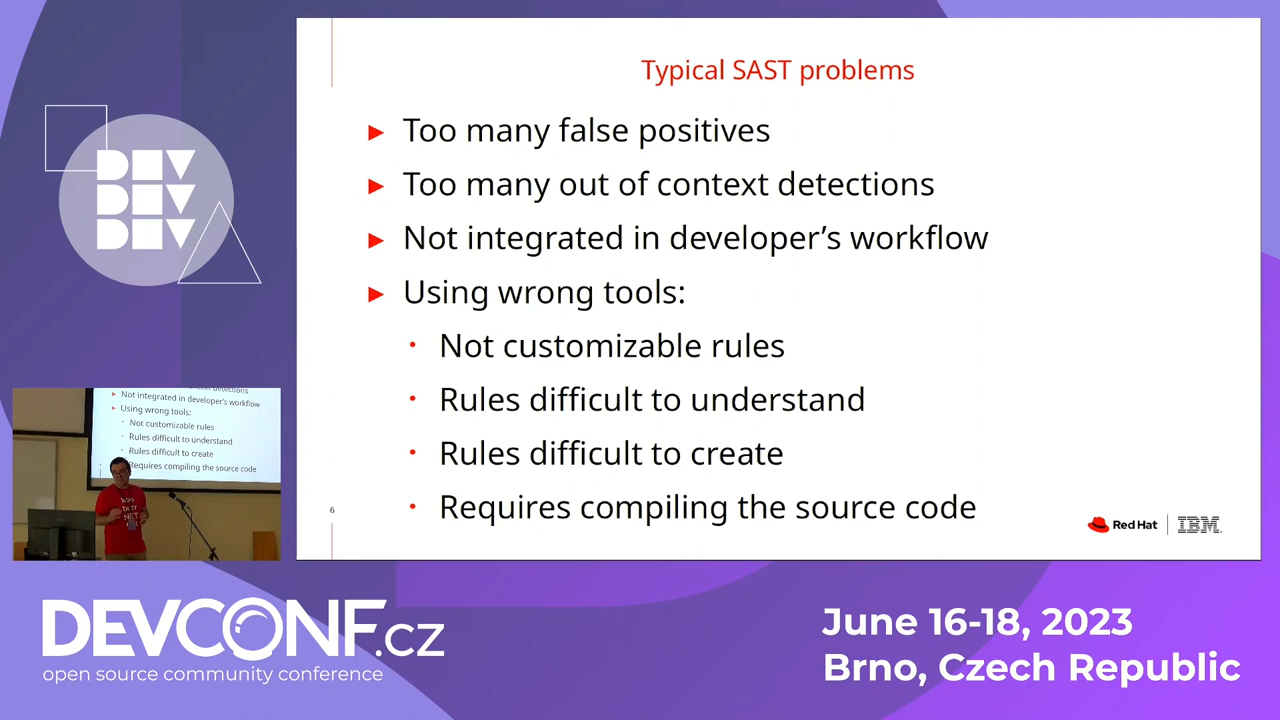 DEV
DEV
DEV
Typical SAST problems
► Too many false positives
► Too many out of context detections
► Not integrated in developer’s workflow
► Using wrong tools:
• Not customizable rules
• Rules difficult to understand
• Rules difficult to create
• Requires compiling the source code
6
Red Hat | IBM
Not integrated in developer's workflow
Using wrong tools:
Not customizable rules
Rules difficult to understand
Rules difficult to create
Requires compiling the source code
DEVCONF.cz
open source community conference
June 16-18, 2023
Brno, Czech Republic